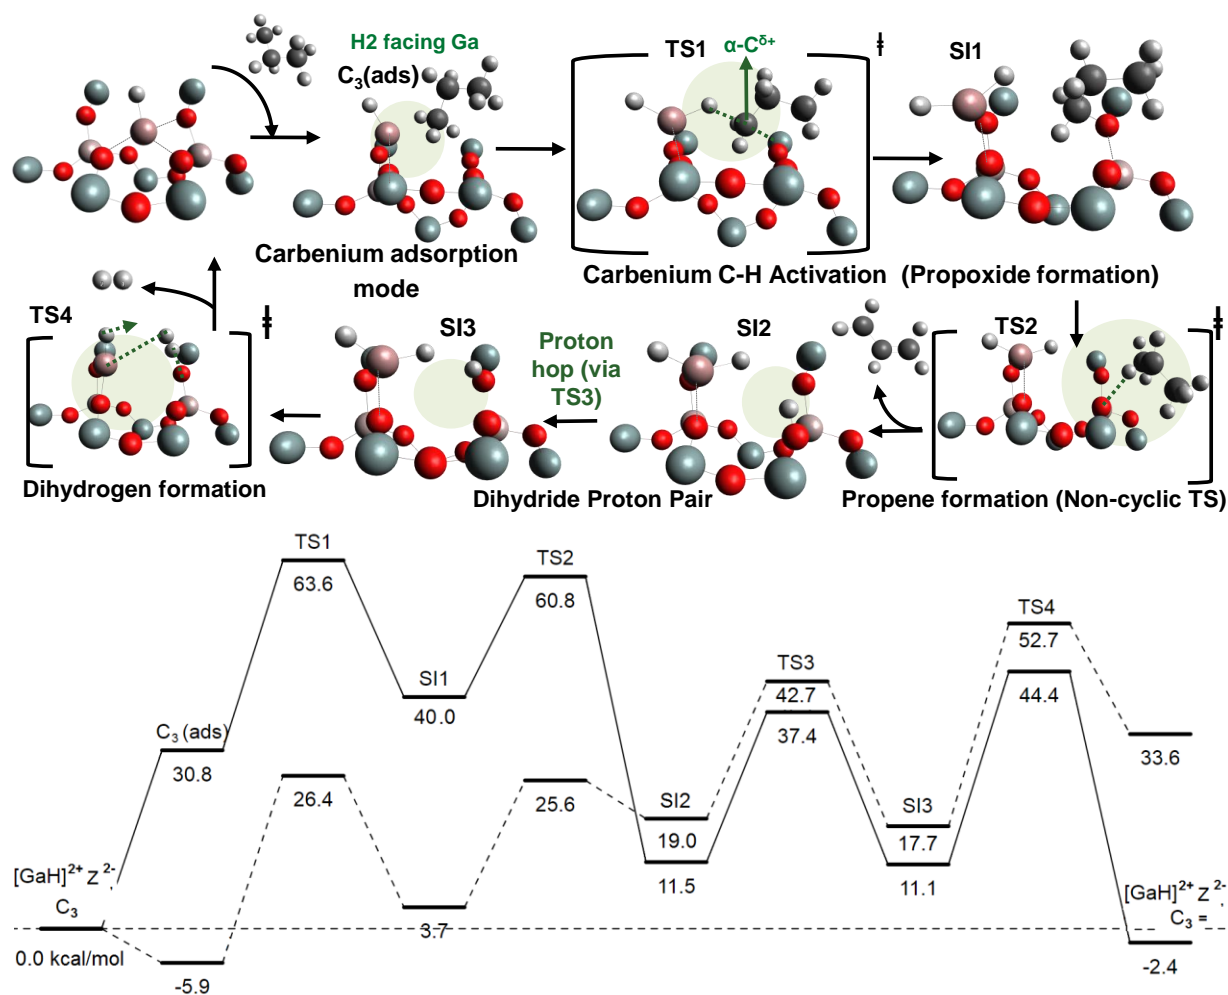 H2 facing Ga
C₃(ads)
TS1
α-Cᵟ⁺
ǂ
SI1
Carbenium adsorption
mode
Carbenium C-H Activation
(Propoxide formation)
TS4
ǂ
SI3
Proton
hop (via
TS3)
SI2
TS2
ǂ
Dihydrogen formation
Dihydride Proton Pair
Propene formation (Non-cyclic TS)
TS1
63.6
TS2
60.8
TS4
52.7
44.4
SI1
40.0
TS3
42.7
37.4
C₃(ads)
30.8
33.6
26.4
25.6
SI2
19.0
11.5
SI3
17.7
11.1
[GaH]²⁺ Z²⁻,
C₃
3.7
0.0 kcal/mol
-5.9
[GaH]²⁺ Z²⁻,
C₃ =
-2.4